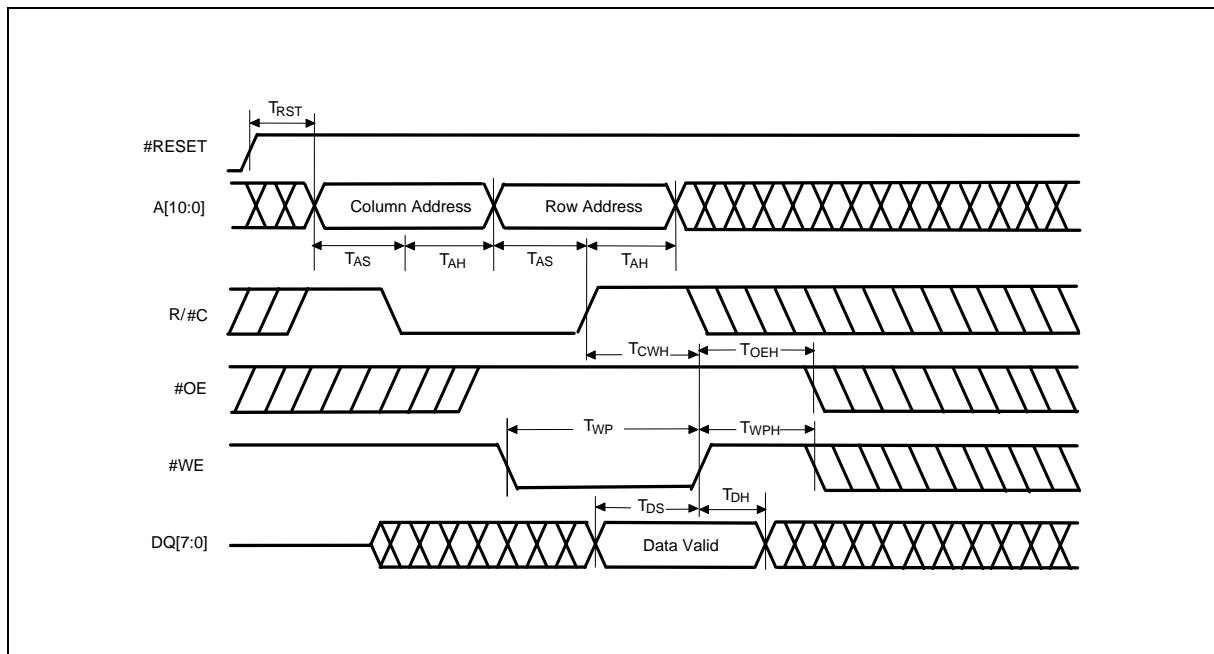 TRST
#RESET
A[10:0]
Column Address
Row Address
TAS
TAH
TAS
TAH
R/#C
TCWH
TOEH
#OE
TWP
TWPH
#WE
TDS
TDH
DQ[7:0]
Data Valid